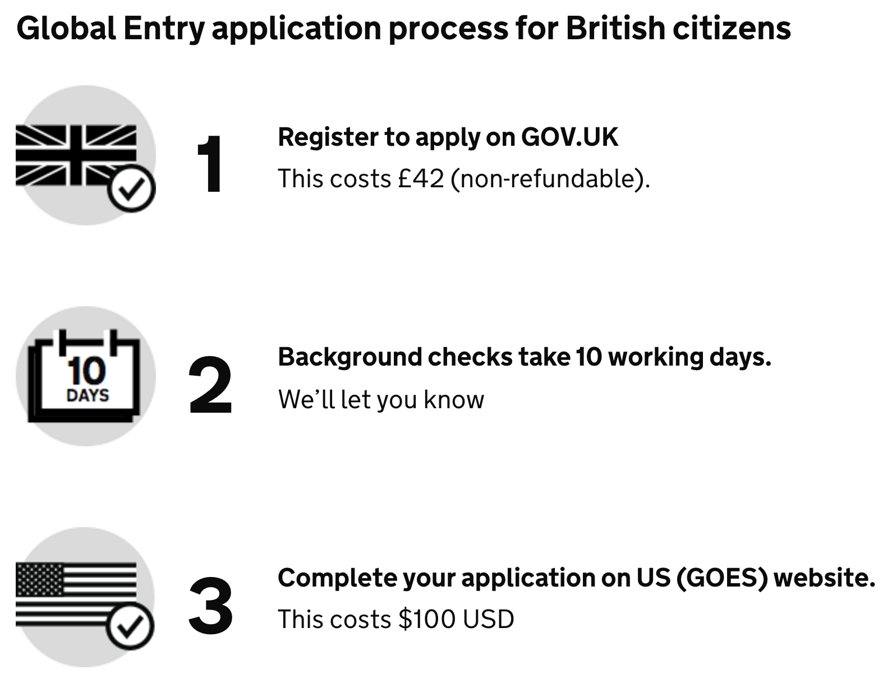 Global Entry application process for British citizens
1
Register to apply on GOV.UK
This costs £42 (non-refundable).
10
DAYS
2
Background checks take 10 working days.
We'll let you know
3
Complete your application on US (GOES) website.
This costs $100 USD